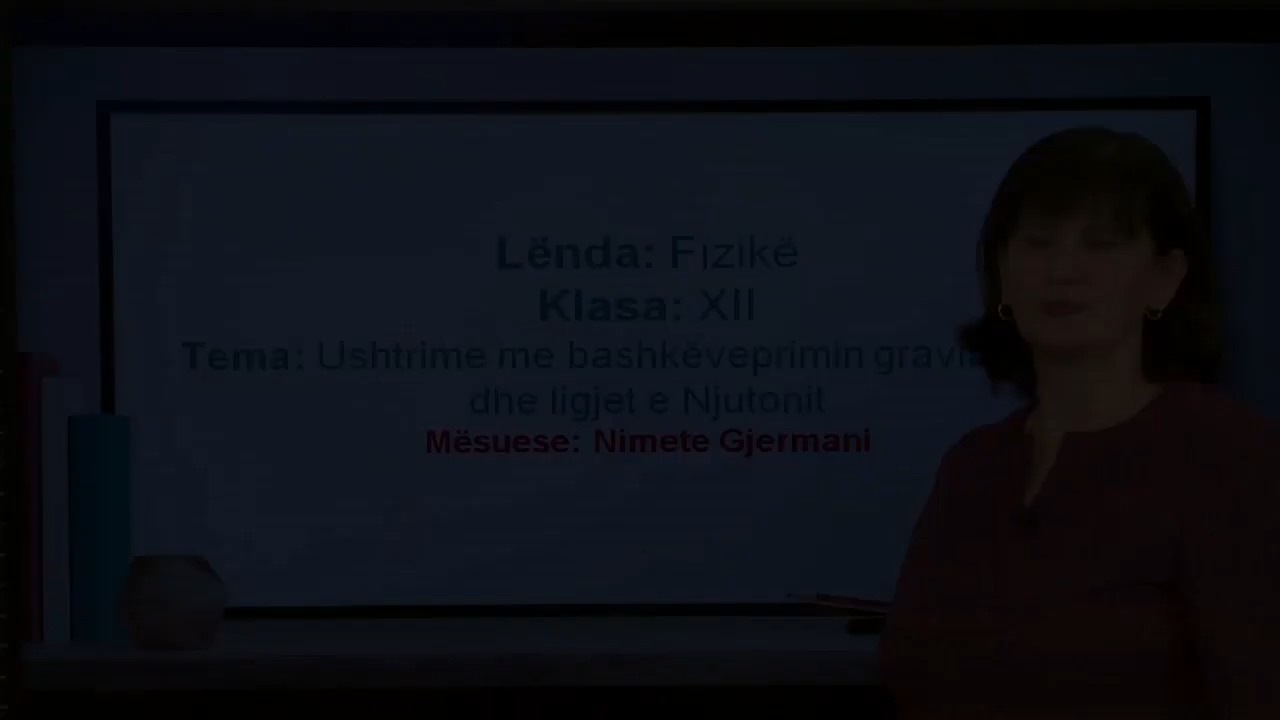 Lënda: Fizikë
Klasa: XII
Tema: Ushtrime me bashkëveprimin
dhe ligjet e Njutonit
Mësuese: Nimete Gjermani